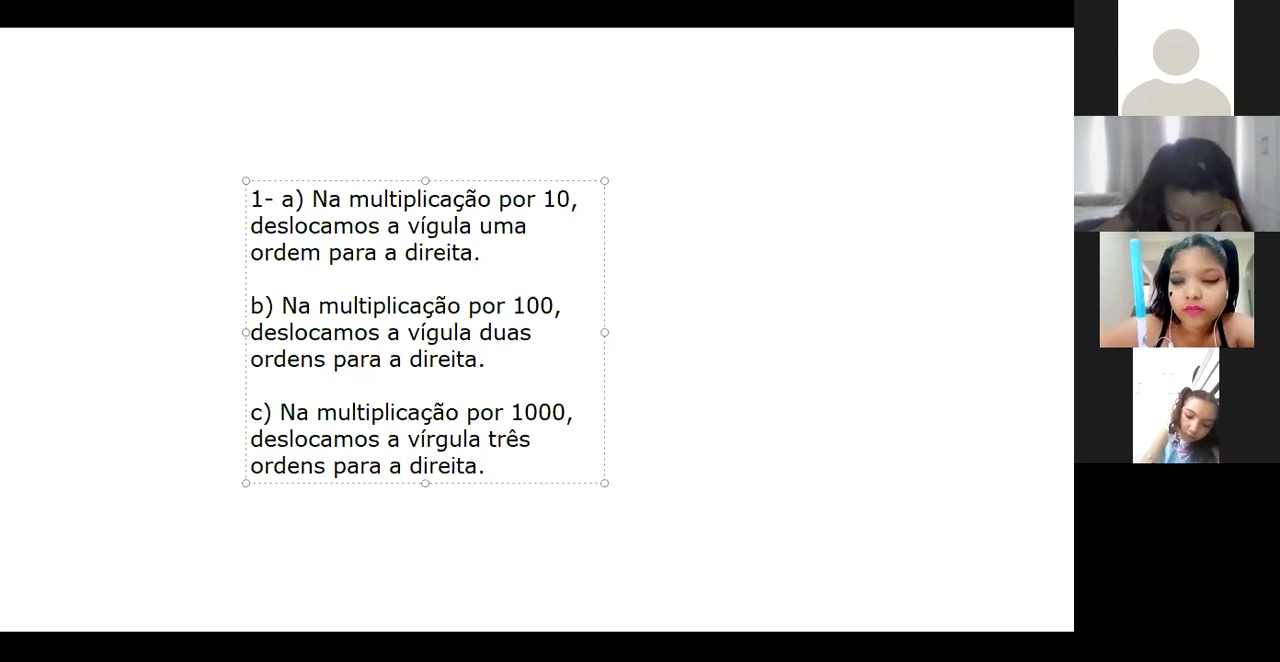 1- a) Na multiplicação por 10,
deslocamos a vígula uma
ordem para a direita.
b) Na multiplicação por 100,
deslocamos a vígula duas
ordens para a direita.
c) Na multiplicação por 1000,
deslocamos a vírgula três
ordens para a direita.